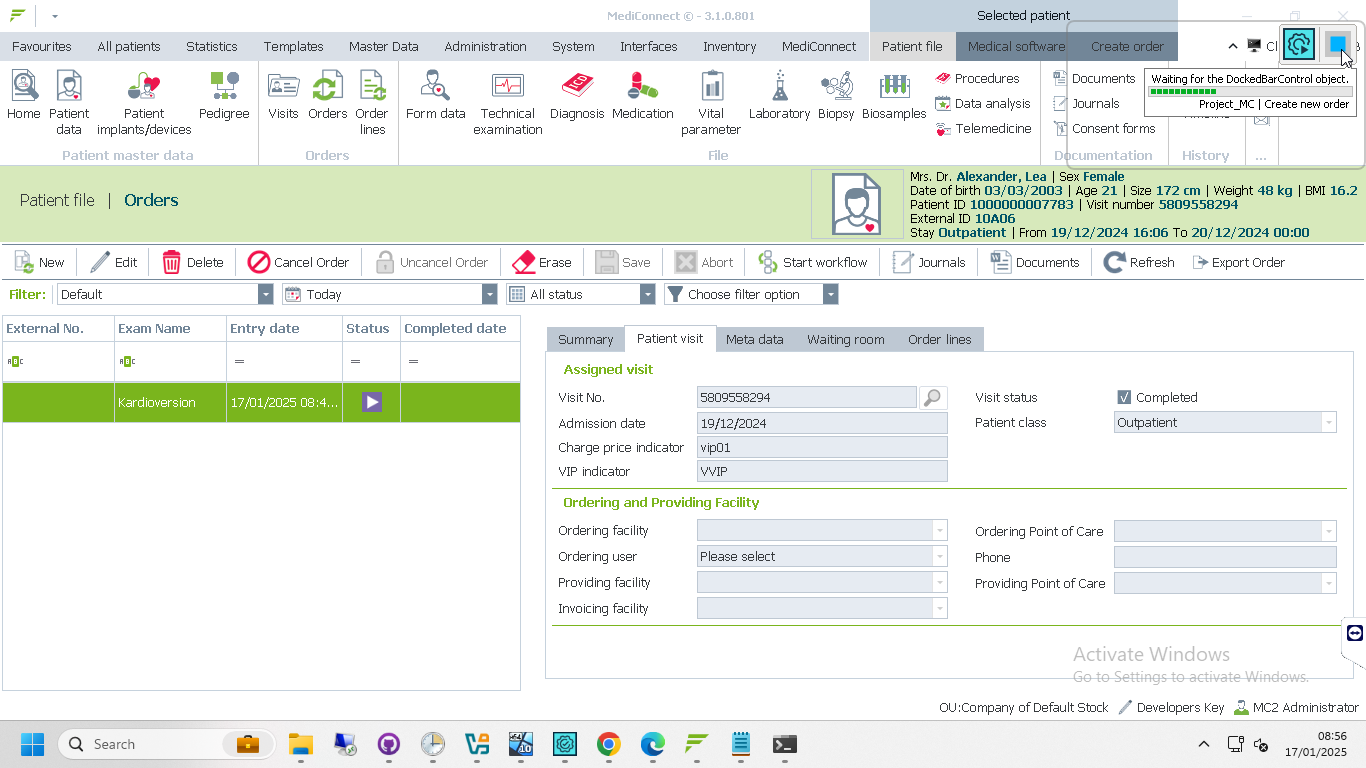 MediConnect © - 3.1.0.801
Selected patient
Favourites All patients Statistics Templates Master Data Administration System Interfaces Inventory MediConnect Patient file Medical software Create order
Waiting for the DockedBarControl object.
Project_MC | Create new order
Home
Patient data
Patient implants/devices
Pedigree
Visits
Orders
Order lines
Form data
Technical examination
Diagnosis
Medication
Vital parameter
Laboratory
Biopsy
Biosamples
Procedures
Data analysis
Telemedicine
Documents
Journals
Consent forms
Patient master data Orders File Documentation History ...
Patient file | Orders
Mrs. Dr. Alexander, Lea | Sex Female
Date of birth 03/03/2003 | Age 21 | Size 172 cm | Weight 48 kg | BMI 16.2
Patient ID 1000000007783 | Visit number 5809558294
External ID 10A06
Stay Outpatient | From 19/12/2024 16:06 To 20/12/2024 00:00
New Edit Delete Cancel Order Uncancel Order Erase Save Abort Start workflow Journals Documents Refresh Export Order
Filter: Default Today All status Choose filter option
External No. Exam Name Entry date Status Completed date
ABC ABC = = =
Kardioversion 17/01/2025 08:4...
Summary Patient visit Meta data Waiting room Order lines
Assigned visit
Visit No. 5809558294 Visit status Completed
Admission date 19/12/2024 Patient class Outpatient
Charge price indicator vip01
VIP indicator VVIP
Ordering and Providing Facility
Ordering facility Ordering Point of Care
Ordering user Please select Phone
Providing facility Providing Point of Care
Invoicing facility
Activate Windows
Go to Settings to activate Windows.
OU:Company of Default Stock Developers Key MC2 Administrator
Search
08:56
17/01/2025